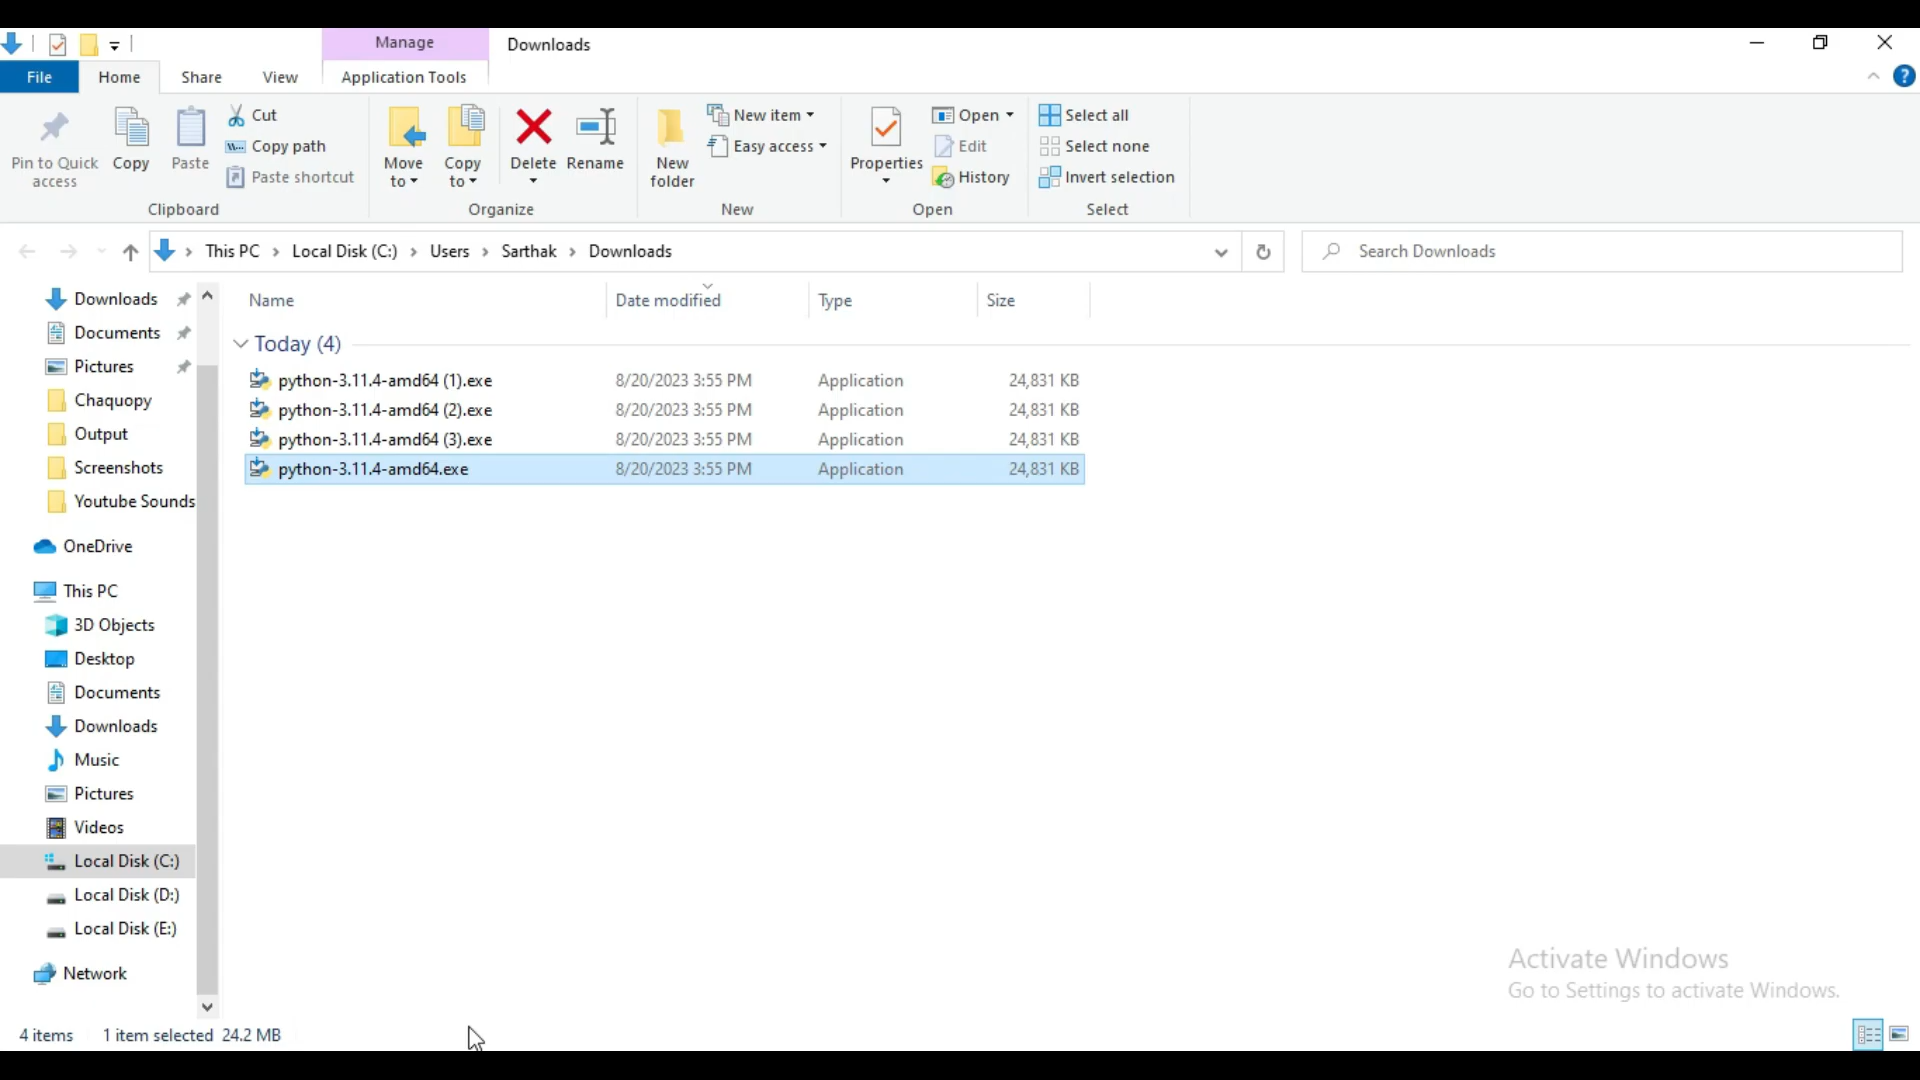 Manage
Downloads
File
Home
Share
View
Application Tools
Pin to Quick access
Copy
Paste
Cut
Copy path
Paste shortcut
Clipboard
Move to
Copy to
Delete
Rename
Organize
New folder
New item
Easy access
New
Properties
Open
Edit
History
Open
Select all
Select none
Invert selection
Select
This PC > Local Disk (C:) > Users > Sarthak > Downloads
Search Downloads
Downloads
Documents
Pictures
Chaquopy
Output
Screenshots
Youtube Sounds
OneDrive
This PC
3D Objects
Desktop
Documents
Downloads
Music
Pictures
Videos
Local Disk (C:)
Local Disk (D:)
Local Disk (E:)
Network
Name Date modified Type Size
Today (4)
python-3.11.4-amd64 (1).exe 8/20/2023 3:55 PM Application 24,831 KB
python-3.11.4-amd64 (2).exe 8/20/2023 3:55 PM Application 24,831 KB
python-3.11.4-amd64 (3).exe 8/20/2023 3:55 PM Application 24,831 KB
python-3.11.4-amd64.exe 8/20/2023 3:55 PM Application 24,831 KB
Activate Windows
Go to Settings to activate Windows.
4 items 1 item selected 24.2 MB